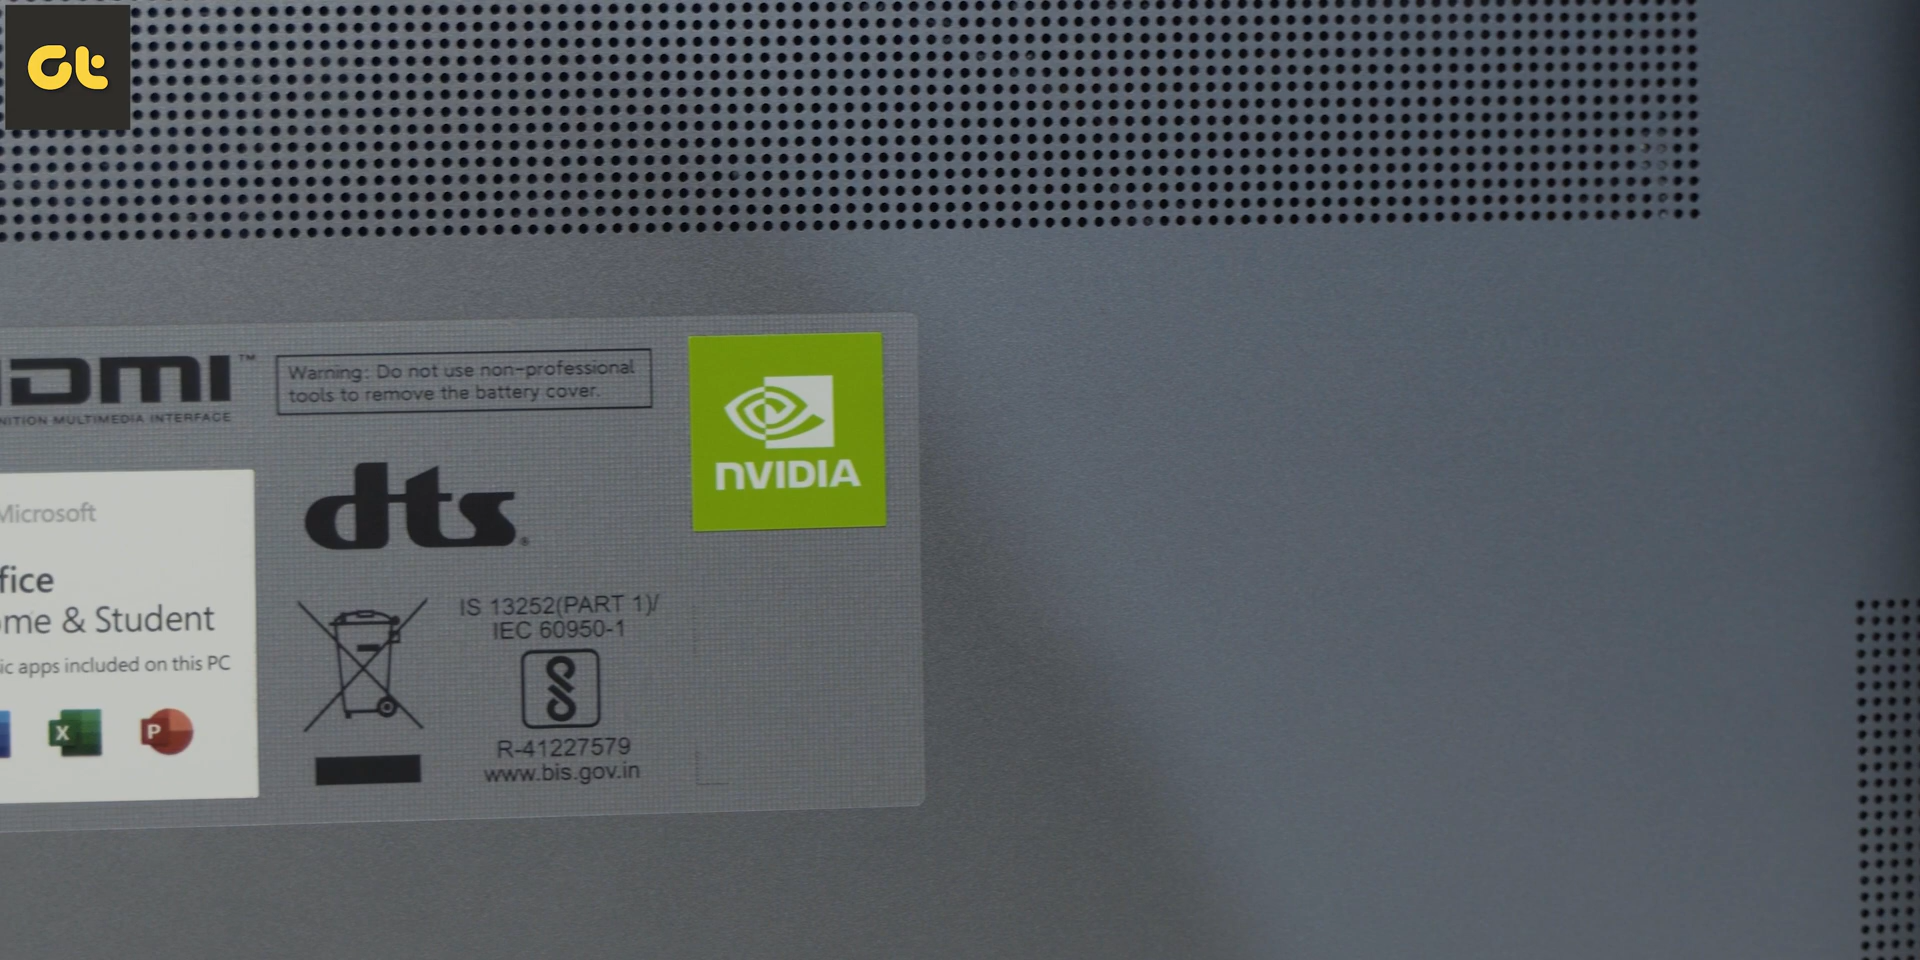 Gt
HDMI™
NITION MULTIMEDIA INTERFACE
Warning: Do not use non-professional
tools to remove the battery cover.
NVIDIA
dts®
Microsoft
fice
ome & Student
ic apps included on this PC
X P
IS 13252(PART 1)/
IEC 60950-1
R-41227579
www.bis.gov.in